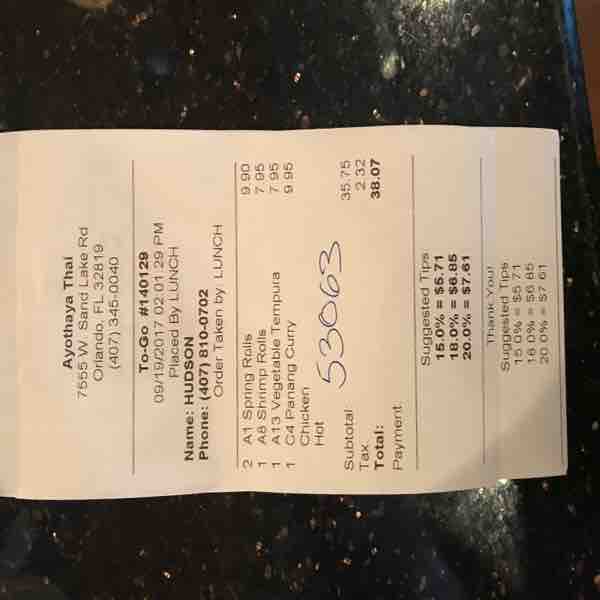 Ayothaya Thai
7555 W. Sand Lake Rd
Orlando, FL 32819
(407) 345-0040
To-Go #140129
09/19/2017 02:01:29 PM
Placed By LUNCH
Name: HUDSON
Phone: (407) 810-0702
Order Taken by: LUNCH
2 A1 Spring Rolls 9.90
1 A8 Shrimp Rolls 7.95
1 A13 Vegetable Tempura 7.95
1 C4 Panang Curry 9.95
Chicken
Hot
53063
Subtotal: 35.75
Tax 2.32
Total: 38.07
Payment
Suggested Tips
15.0% = $5.71
18.0% = $6.85
20.0% = $7.61
Thank You!
Suggested Tips
15.0% = $5.71
18.0% = $6.85
20.0% = $7.61